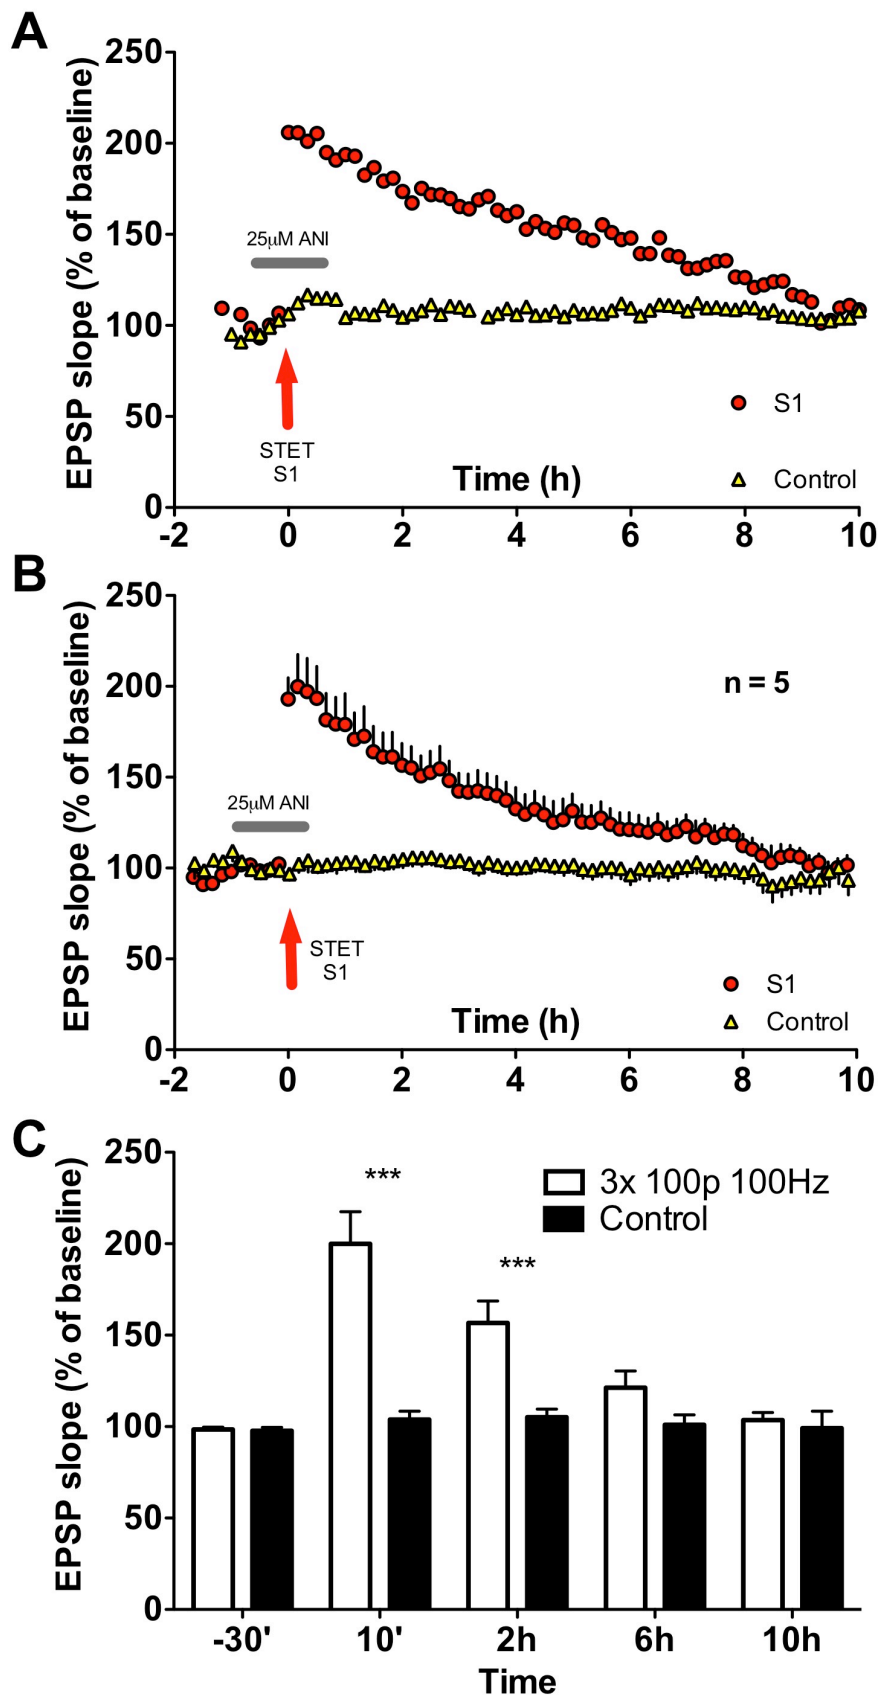 A
EPSP slope (% of baseline)
250
200
150
100
50
0
25μM ANI
STET
S1
S1
Control
Time (h)
-2 0 2 4 6 8 10
B
EPSP slope (% of baseline)
250
200
150
100
50
0
n = 5
25μM ANI
STET
S1
S1
Control
Time (h)
-2 0 2 4 6 8 10
C
EPSP slope (% of baseline)
250
200
150
100
50
0
***
***
3x 100p 100Hz
Control
-30' 10' 2h 6h 10h
Time